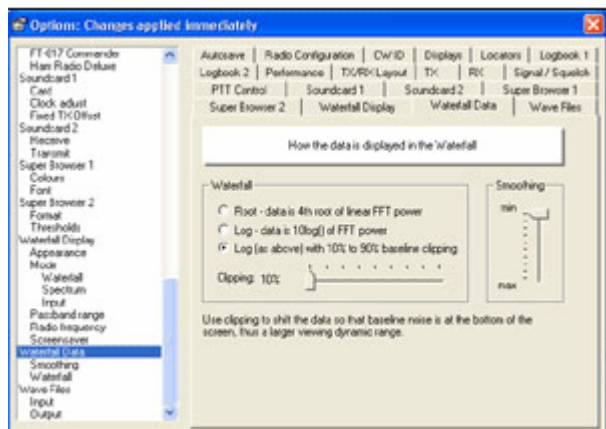 Options: Changes applied immediately
FT-817 Commander
Ham Radio Deluxe
Soundcard 1
Card
Clock adjust
Fixed TX Offset
Soundcard 2
Receive
Transmit
Super Browser 1
Colours
Font
Super Browser 2
Format
Thresholds
Waterfall Display
Appearance
Mode
Waterfall
Spectrum
Input
Passband range
Radio frequency
Screensaver
Waterfall Data
Smoothing
Waterfall
Wave Files
Input
Output
Autosave
Radio Configuration
CW ID
Displays
Locators
Logbook 1
Logbook 2
Performance
TX/RX Layout
TX
RX
Signal / Squelch
PTT Control
Soundcard 1
Soundcard 2
Super Browser 1
Super Browser 2
Waterfall Display
Waterfall Data
Wave Files
How the data is displayed in the Waterfall
Waterfall
Root - data is 4th root of linear FFT power
Log - data is 10log() of FFT power
Log (as above) with 10% to 90% baseline clipping
Clipping: 10%
Smoothing
min
max
Use clipping to shift the data so that baseline noise is at the bottom of the
screen, thus a larger viewing dynamic range.